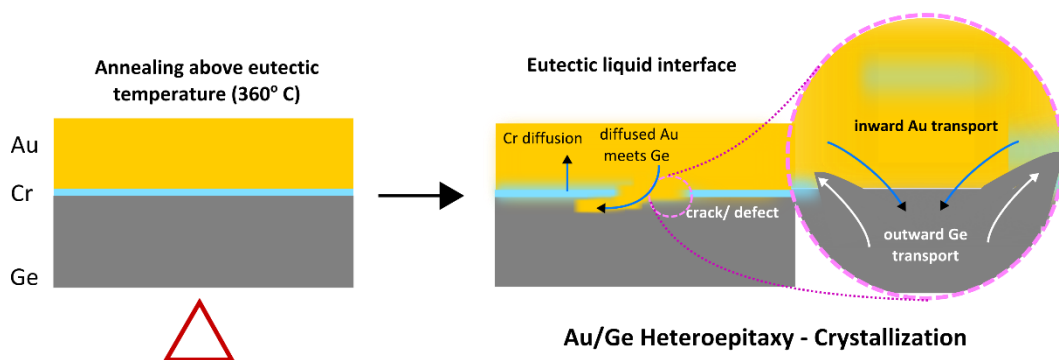 Annealing above eutectic
temperature (360° C)
Au
Cr
Ge
Eutectic liquid interface
Cr diffusion
diffused Au
meets Ge
crack/ defect
inward Au transport
outward Ge
transport
Au/Ge Heteroepitaxy - Crystallization